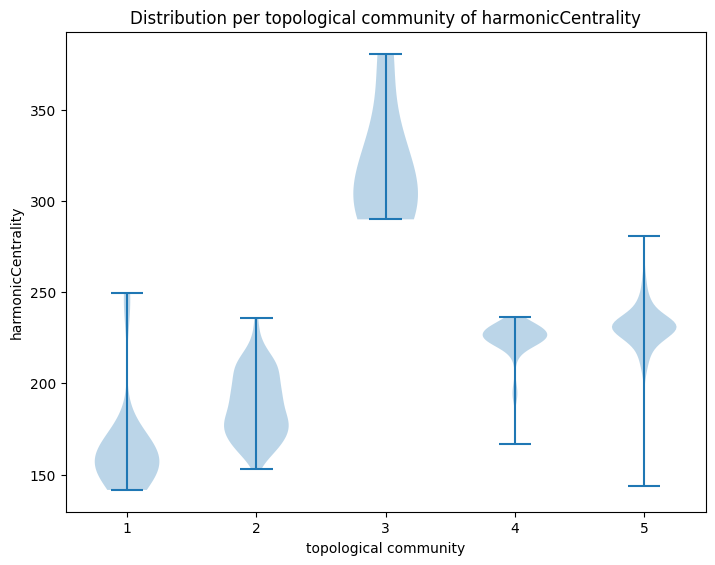 Distribution per topological community of harmonicCentrality
350
300
250
200
150
harmonicCentrality
1 2 3 4 5
topological community